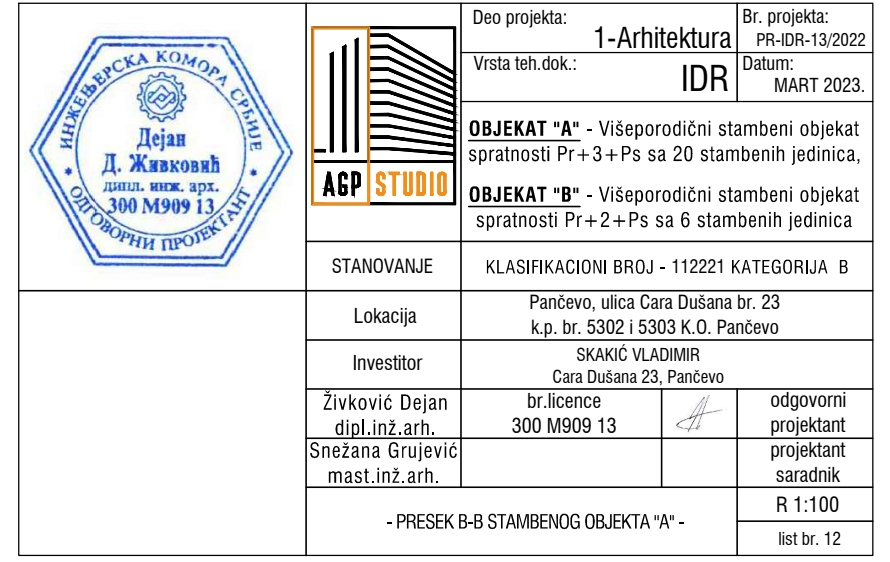 ИНЖЕЊЕРСКА КОМОРА СРБИЈЕ
Дејан
Д. Живковић
дипл. инж. арх.
300 М909 13
ОДГОВОРНИ ПРОЈЕКТАНТ
AGP STUDIO
Deo projekta:
1-Arhitektura
Br. projekta:
PR-IDR-13/2022
Vrsta teh.dok.:
IDR
Datum:
MART 2023.
OBJEKAT "A" - Višeporodični stambeni objekat
spratnosti Pr+3+Ps sa 20 stambenih jedinica,
OBJEKAT "B" - Višeporodični stambeni objekat
spratnosti Pr+2+Ps sa 6 stambenih jedinica
STANOVANJE
KLASIFIKACIONI BROJ - 112221 KATEGORIJA B
Lokacija
Pančevo, ulica Cara Dušana br. 23
k.p. br. 5302 i 5303 K.O. Pančevo
Investitor
SKAKIĆ VLADIMIR
Cara Dušana 23, Pančevo
Živković Dejan
dipl.inž.arh.
br.licence
300 M909 13
odgovorni
projektant
Snežana Grujević
mast.inž.arh.
projektant
saradnik
- PRESEK B-B STAMBENOG OBJEKTA "A" -
R 1:100
list br. 12